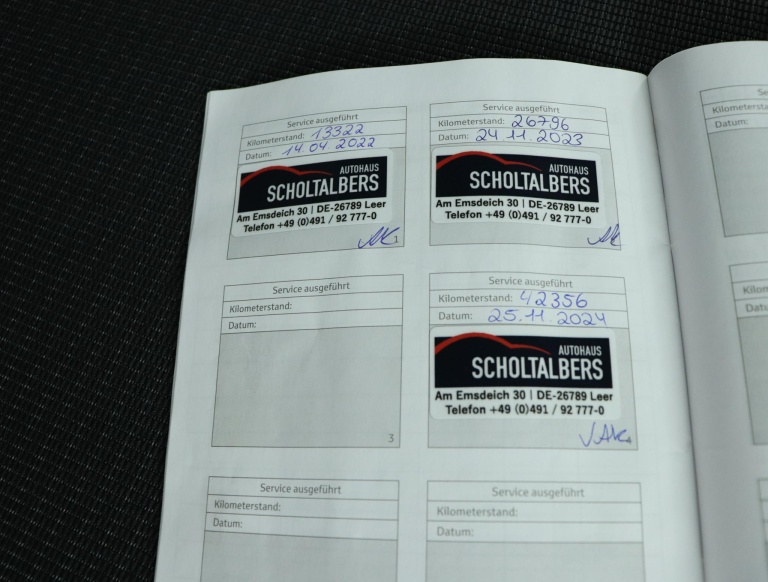 Service ausgeführt
Kilometerstand: 13322
Datum: 14.04 2022
AUTOHAUS
SCHOLTALBERS
Am Emsdeich 30 | DE-26789 Leer
Telefon +49 (0)491 / 92 777-0
1
Service ausgeführt
Kilometerstand: 26796
Datum: 24 11 2023
AUTOHAUS
SCHOLTALBERS
Am Emsdeich 30 | DE-26789 Leer
Telefon +49 (0)491 / 92 777-0
Service ausgeführt
Kilometerstand:
Datum:
3
Service ausgeführt
Kilometerstand: 42356
Datum: 25.11.2024
AUTOHAUS
SCHOLTALBERS
Am Emsdeich 30 | DE-26789 Leer
Telefon +49 (0)491 / 92 777-0
Service ausgeführt
Kilometerstand:
Datum:
Service ausgeführt
Kilometerstand:
Datum:
Datum: